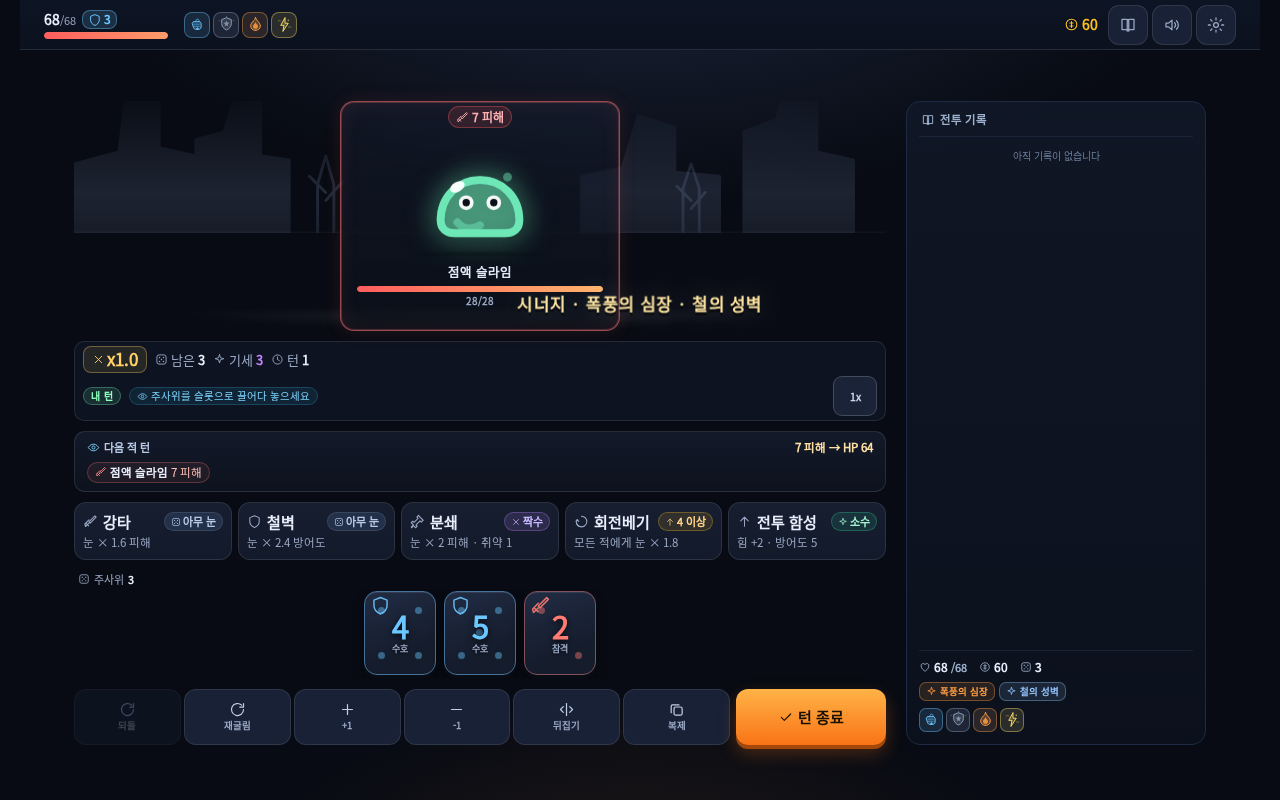 68/68 3
60
7 피해
점액 슬라임
28/28
시너지 · 폭풍의 심장 · 철의 성벽
x1.0 남은 3 기세 3 턴 1
내 턴 주사위를 슬롯으로 끌어다 놓으세요
1x
다음 적 턴 7 피해 → HP 64
점액 슬라임 7 피해
강타 아무 눈
눈 × 1.6 피해
철벽 아무 눈
눈 × 2.4 방어도
분쇄 짝수
눈 × 2 피해 · 취약 1
회전베기 4 이상
모든 적에게 눈 × 1.8
전투 함성 소수
힘 +2 · 방어도 5
주사위 3
4
수호
5
수호
2
참격
되돌
재굴림
+1
-1
뒤집기
복제
턴 종료
전투 기록
아직 기록이 없습니다
68 /68 60 3
폭풍의 심장 철의 성벽